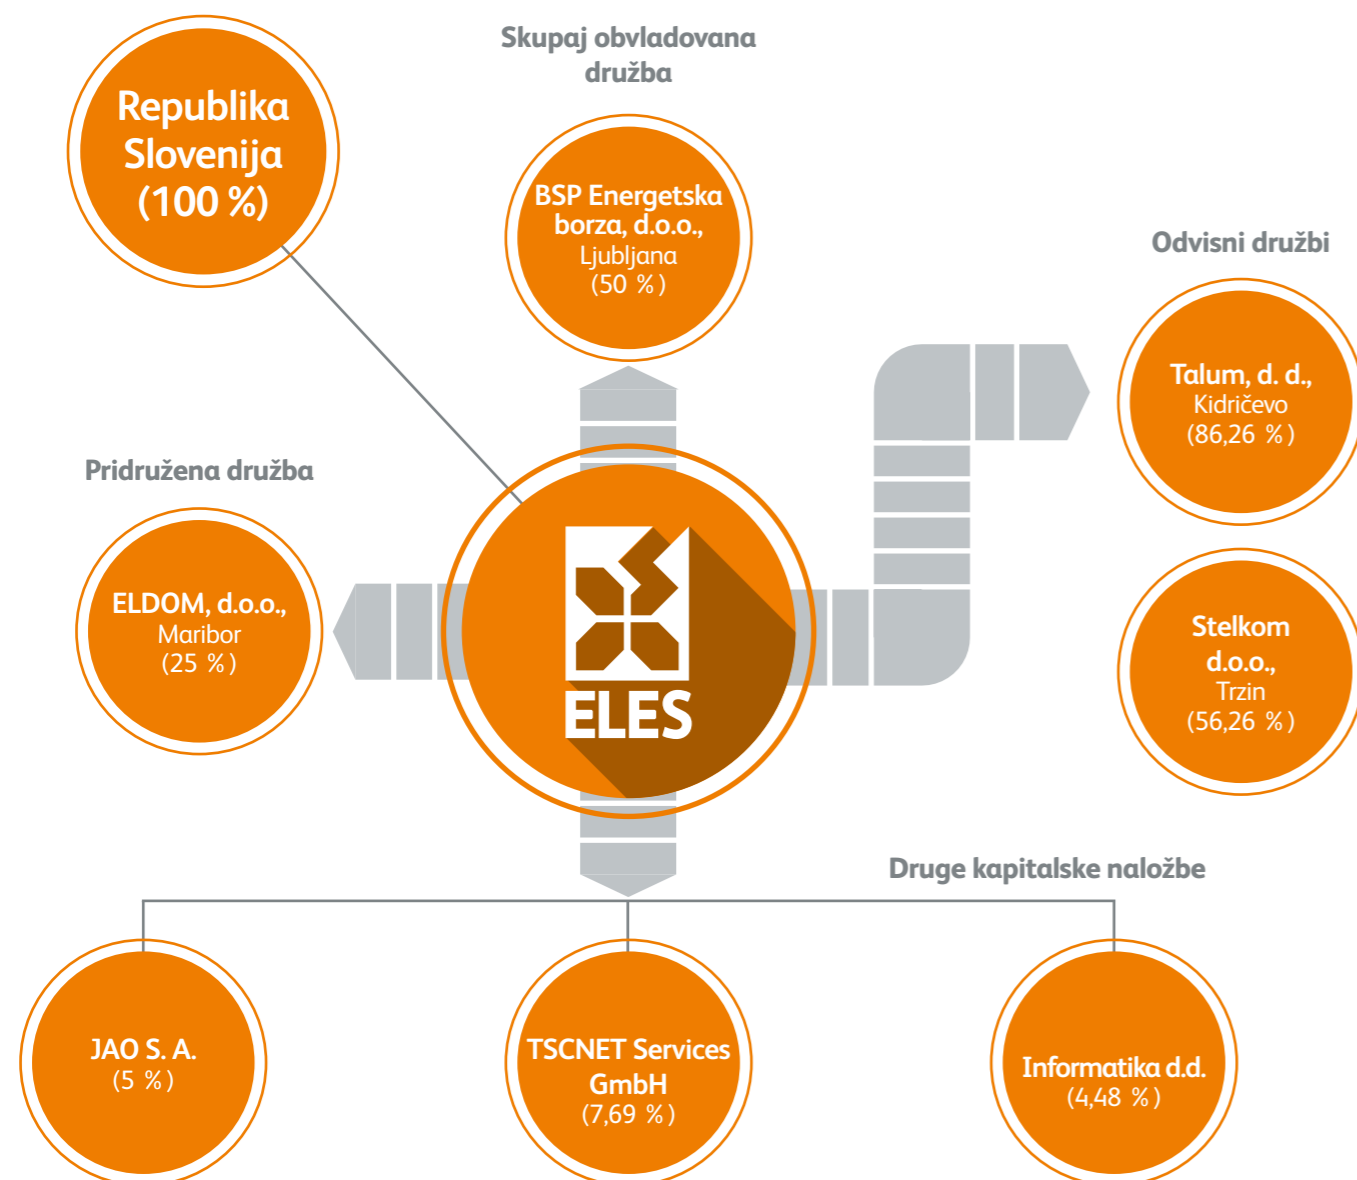 Republika
Slovenija
(100 %)
Skupaj obvladovana
družba
BSP Energetska
borza, d.o.o.,
Ljubljana
(50 %)
Odvisni družbi
Talum, d. d.,
Kidričevo
(86,26 %)
Stelkom
d.o.o.,
Trzin
(56,26 %)
Pridružena družba
ELDOM, d.o.o.,
Maribor
(25 %)
ELES
Druge kapitalske naložbe
JAO S. A.
(5 %)
TSCNET Services
GmbH
(7,69 %)
Informatika d.d.
(4,48 %)